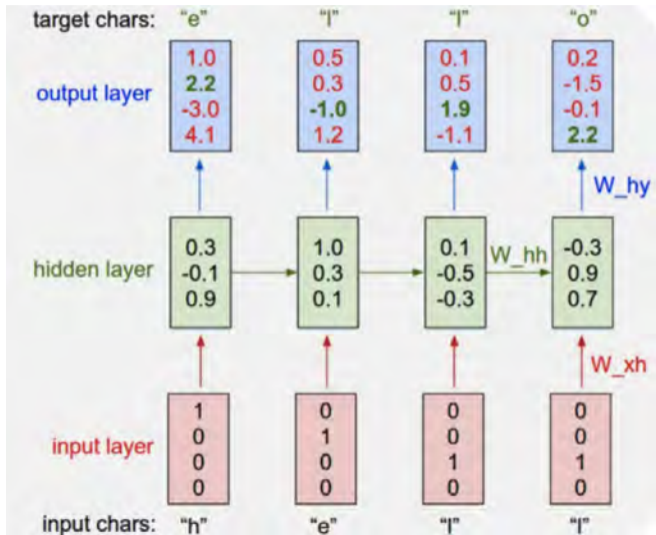 target chars: “e” “l” “l” “o”
output layer
1.0 0.5 0.1 0.2
2.2 0.3 0.5 -1.5
-3.0 -1.0 1.9 -0.1
4.1 1.2 -1.1 2.2
W_hy
hidden layer
0.3 1.0 0.1 -0.3
-0.1 0.3 -0.5 0.9
0.9 0.1 -0.3 0.7
W_hh
W_xh
input layer
1 0 0 0
0 1 0 0
0 0 1 1
0 0 0 0
input chars: “h” “e” “l” “l”